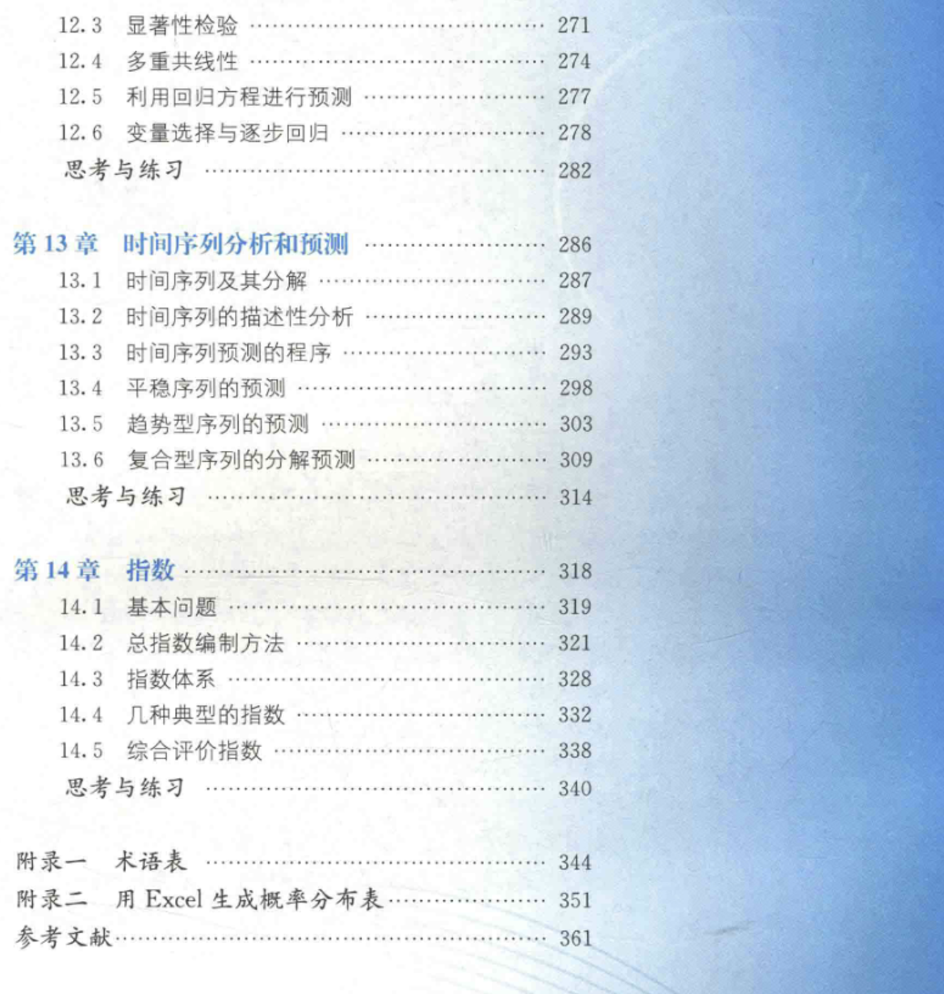 12.3 显著性检验 …………………………………… 271
12.4 多重共线性 …………………………………… 274
12.5 利用回归方程进行预测 ……………………… 277
12.6 变量选择与逐步回归 ………………………… 278
思考与练习 ………………………………………… 282
第 13 章 时间序列分析和预测 ……………………… 286
13.1 时间序列及其分解 …………………………… 287
13.2 时间序列的描述性分析 ……………………… 289
13.3 时间序列预测的程序 ………………………… 293
13.4 平稳序列的预测 ……………………………… 298
13.5 趋势型序列的预测 …………………………… 303
13.6 复合型序列的分解预测 ……………………… 309
思考与练习 ………………………………………… 314
第 14 章 指数 ……………………………………………… 318
14.1 基本问题 ……………………………………… 319
14.2 总指数编制方法 ……………………………… 321
14.3 指数体系 ……………………………………… 328
14.4 几种典型的指数 ……………………………… 332
14.5 综合评价指数 ………………………………… 338
思考与练习 ………………………………………… 340
附录一 术语表 ………………………………………… 344
附录二 用 Excel 生成概率分布表 ………………… 351
参考文献 …………………………………………………… 361